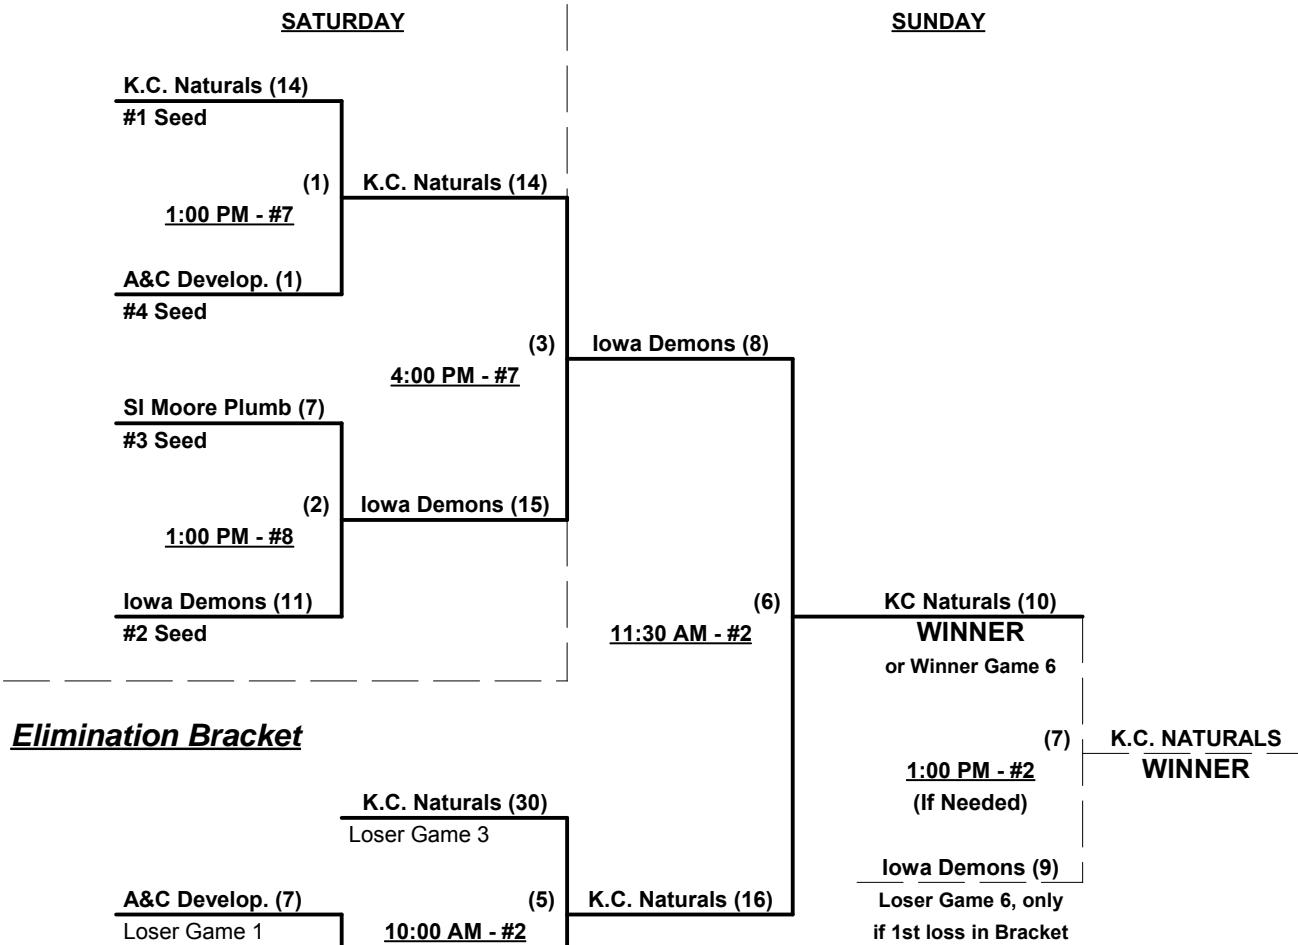 SATURDAY
SUNDAY
K.C. Naturals (14)
#1 Seed
(1)
K.C. Naturals (14)
1:00 PM - #7
A&C Develop. (1)
#4 Seed
(3)
Iowa Demons (8)
4:00 PM - #7
SI Moore Plumb (7)
#3 Seed
(2)
Iowa Demons (15)
1:00 PM - #8
Iowa Demons (11)
#2 Seed
(6)
KC Naturals (10)
11:30 AM - #2
WINNER
or Winner Game 6
Elimination Bracket
(7)
K.C. NATURALS
1:00 PM - #2
WINNER
(If Needed)
K.C. Naturals (30)
Loser Game 3
Iowa Demons (9)
A&C Develop. (7)
(5)
K.C. Naturals (16)
Loser Game 6, only
Loser Game 1
10:00 AM - #2
if 1st loss in Bracket